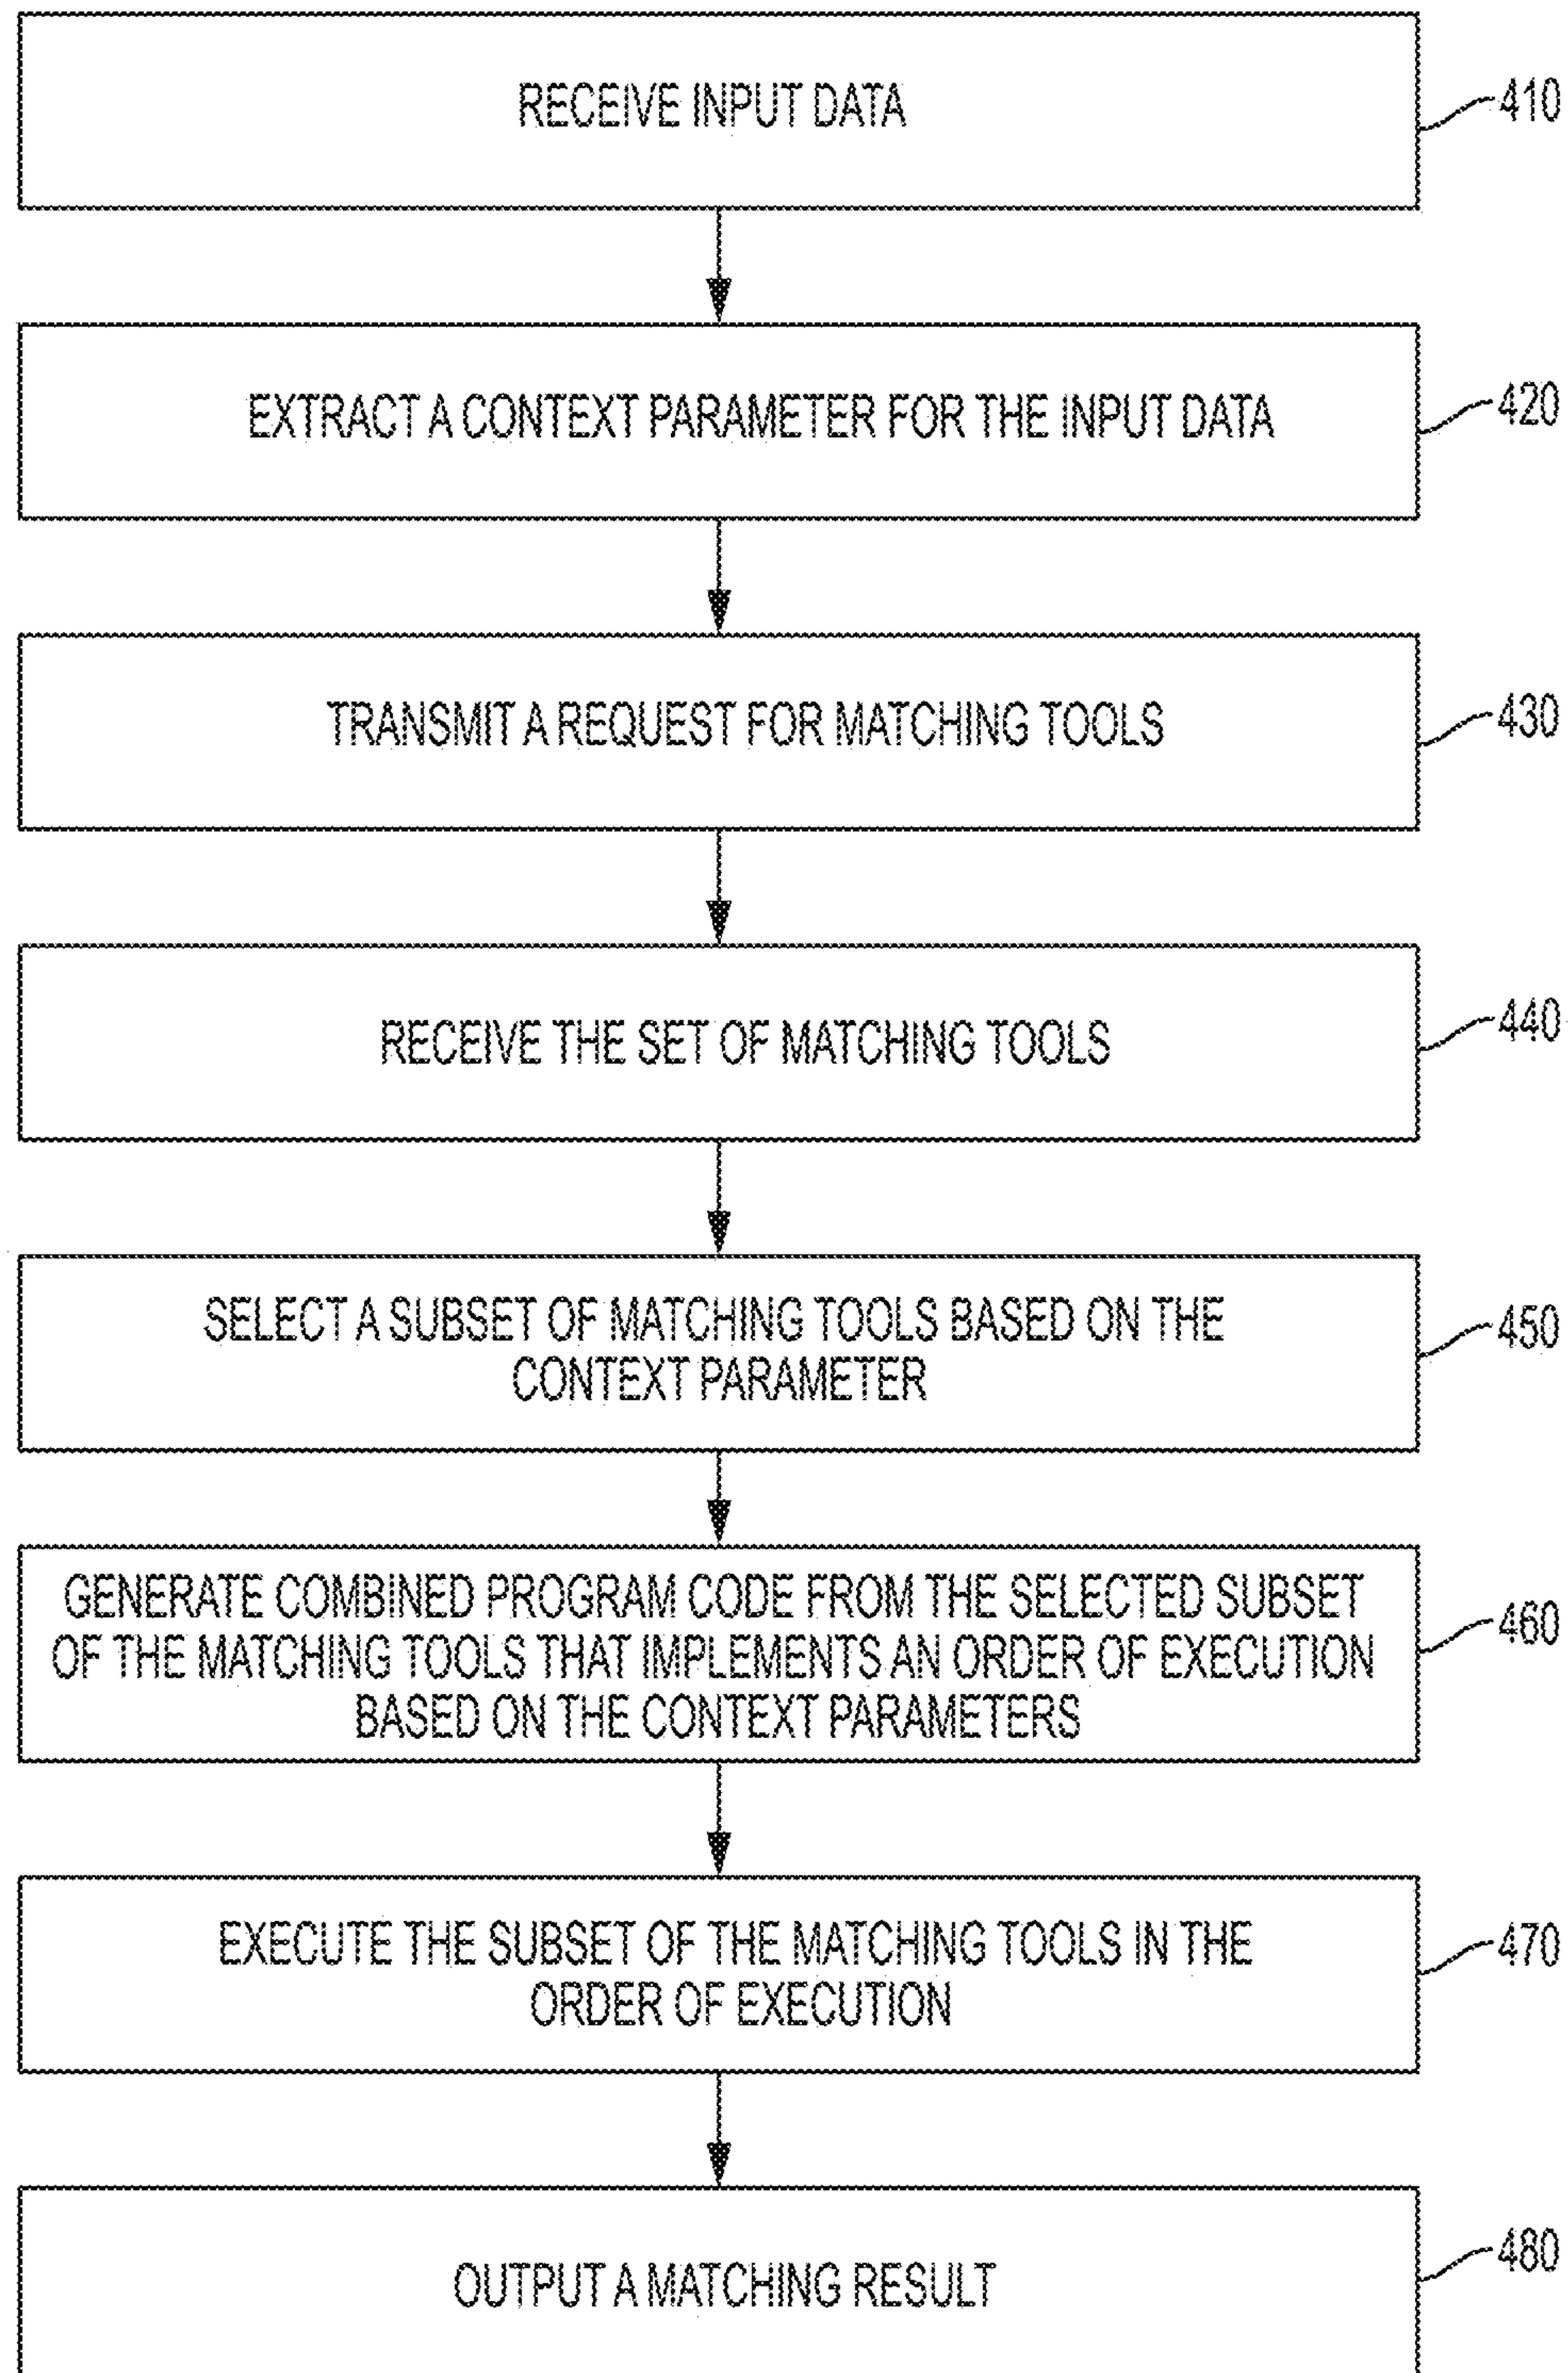 RECEIVE INPUT DATA
410
EXTRACT A CONTEXT PARAMETER FOR THE INPUT DATA
420
TRANSMIT A REQUEST FOR MATCHING TOOLS
430
RECEIVE THE SET OF MATCHING TOOLS
440
SELECT A SUBSET OF MATCHING TOOLS BASED ON THE
CONTEXT PARAMETER
450
GENERATE COMBINED PROGRAM CODE FROM THE SELECTED SUBSET
OF THE MATCHING TOOLS THAT IMPLEMENTS AN ORDER OF EXECUTION
BASED ON THE CONTEXT PARAMETERS
460
EXECUTE THE SUBSET OF THE MATCHING TOOLS IN THE
ORDER OF EXECUTION
470
OUTPUT A MATCHING RESULT
480